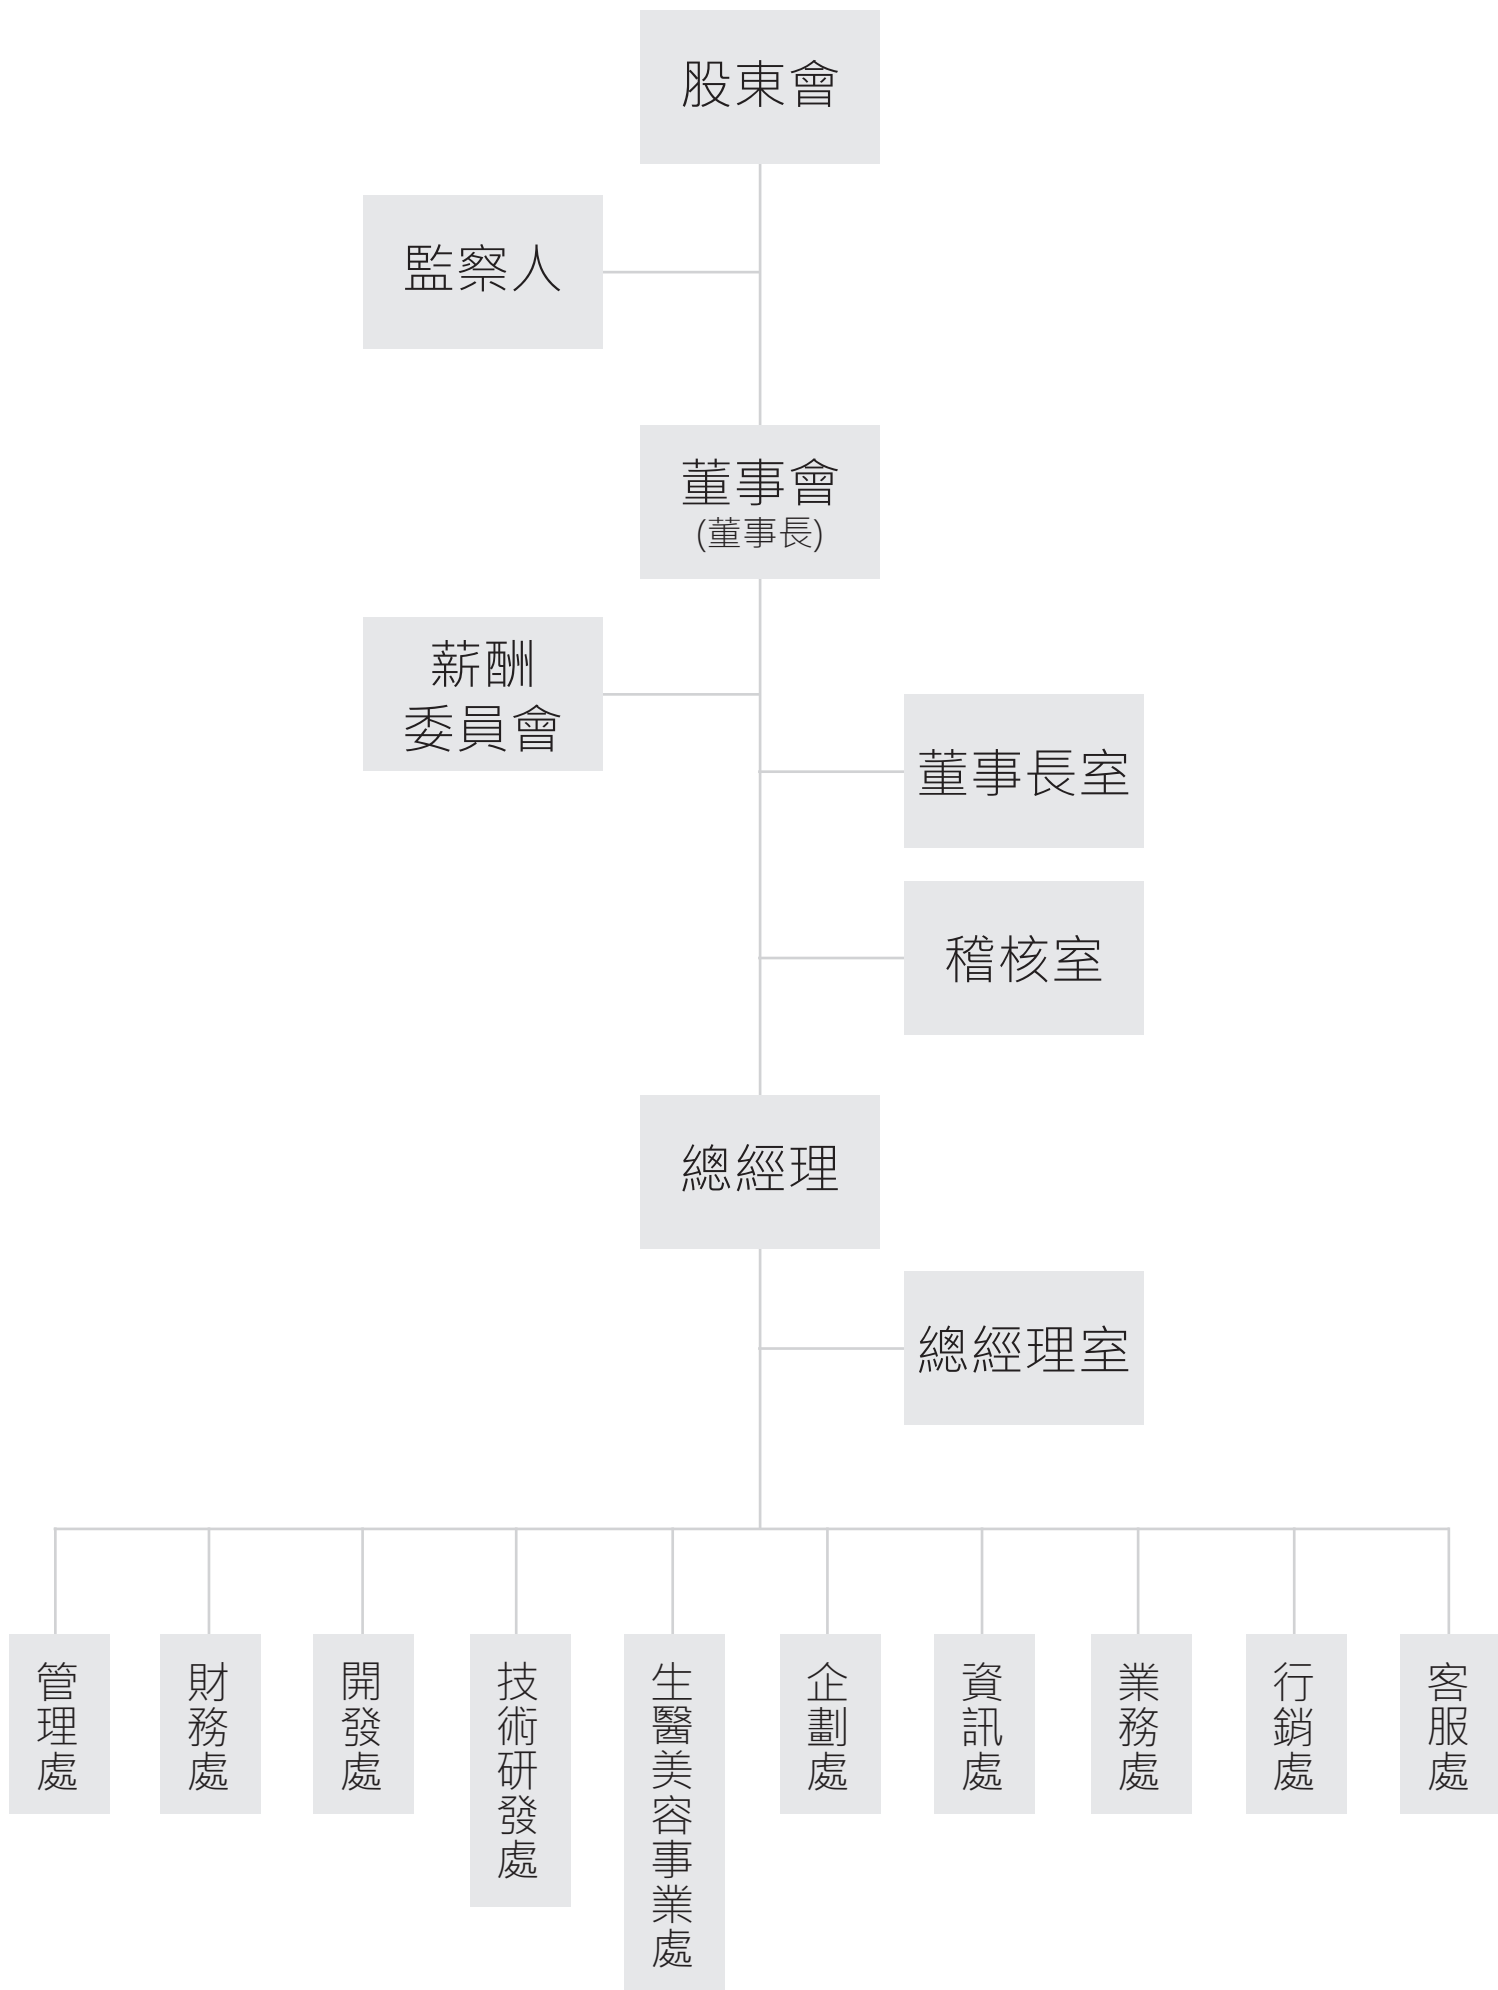 股東會
監察人
董事會
(董事長)
薪酬
委員會
董事長室
稽核室
總經理
總經理室
管理處
財務處
開發處
技術研發處
生醫美容事業處
企劃處
資訊處
業務處
行銷處
客服處